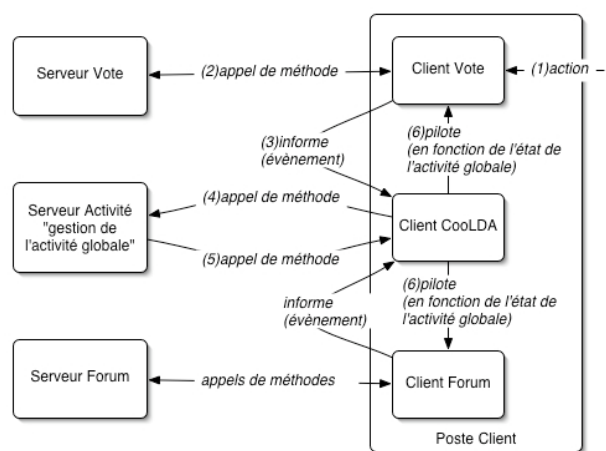 Serveur Vote
(2)appel de méthode
Client Vote
(1)action
(3)informe
(évènement)
(6)pilote
(en fonction de l'état de
l'activité globale)
Serveur Activité
"gestion de
l'activité globale"
(4)appel de méthode
Client CooLDA
(5)appel de méthode
informe
(évènement)
(6)pilote
(en fonction de l'état de
l'activité globale)
Serveur Forum
appels de méthodes
Client Forum
Poste Client